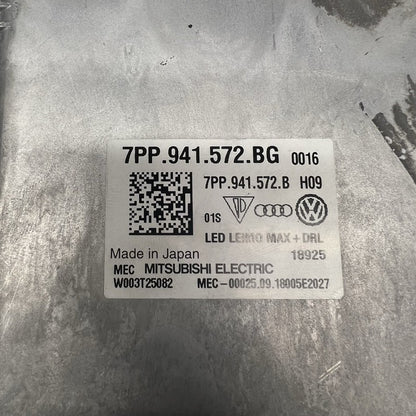 7PP.941.572.BG 0016
7PP.941.572.B H09
01S
LED LEIMO MAX+DRL
Made in Japan 18925
MEC MITSUBISHI ELECTRIC
W003T25082 MEC-00025.09.18005E2027